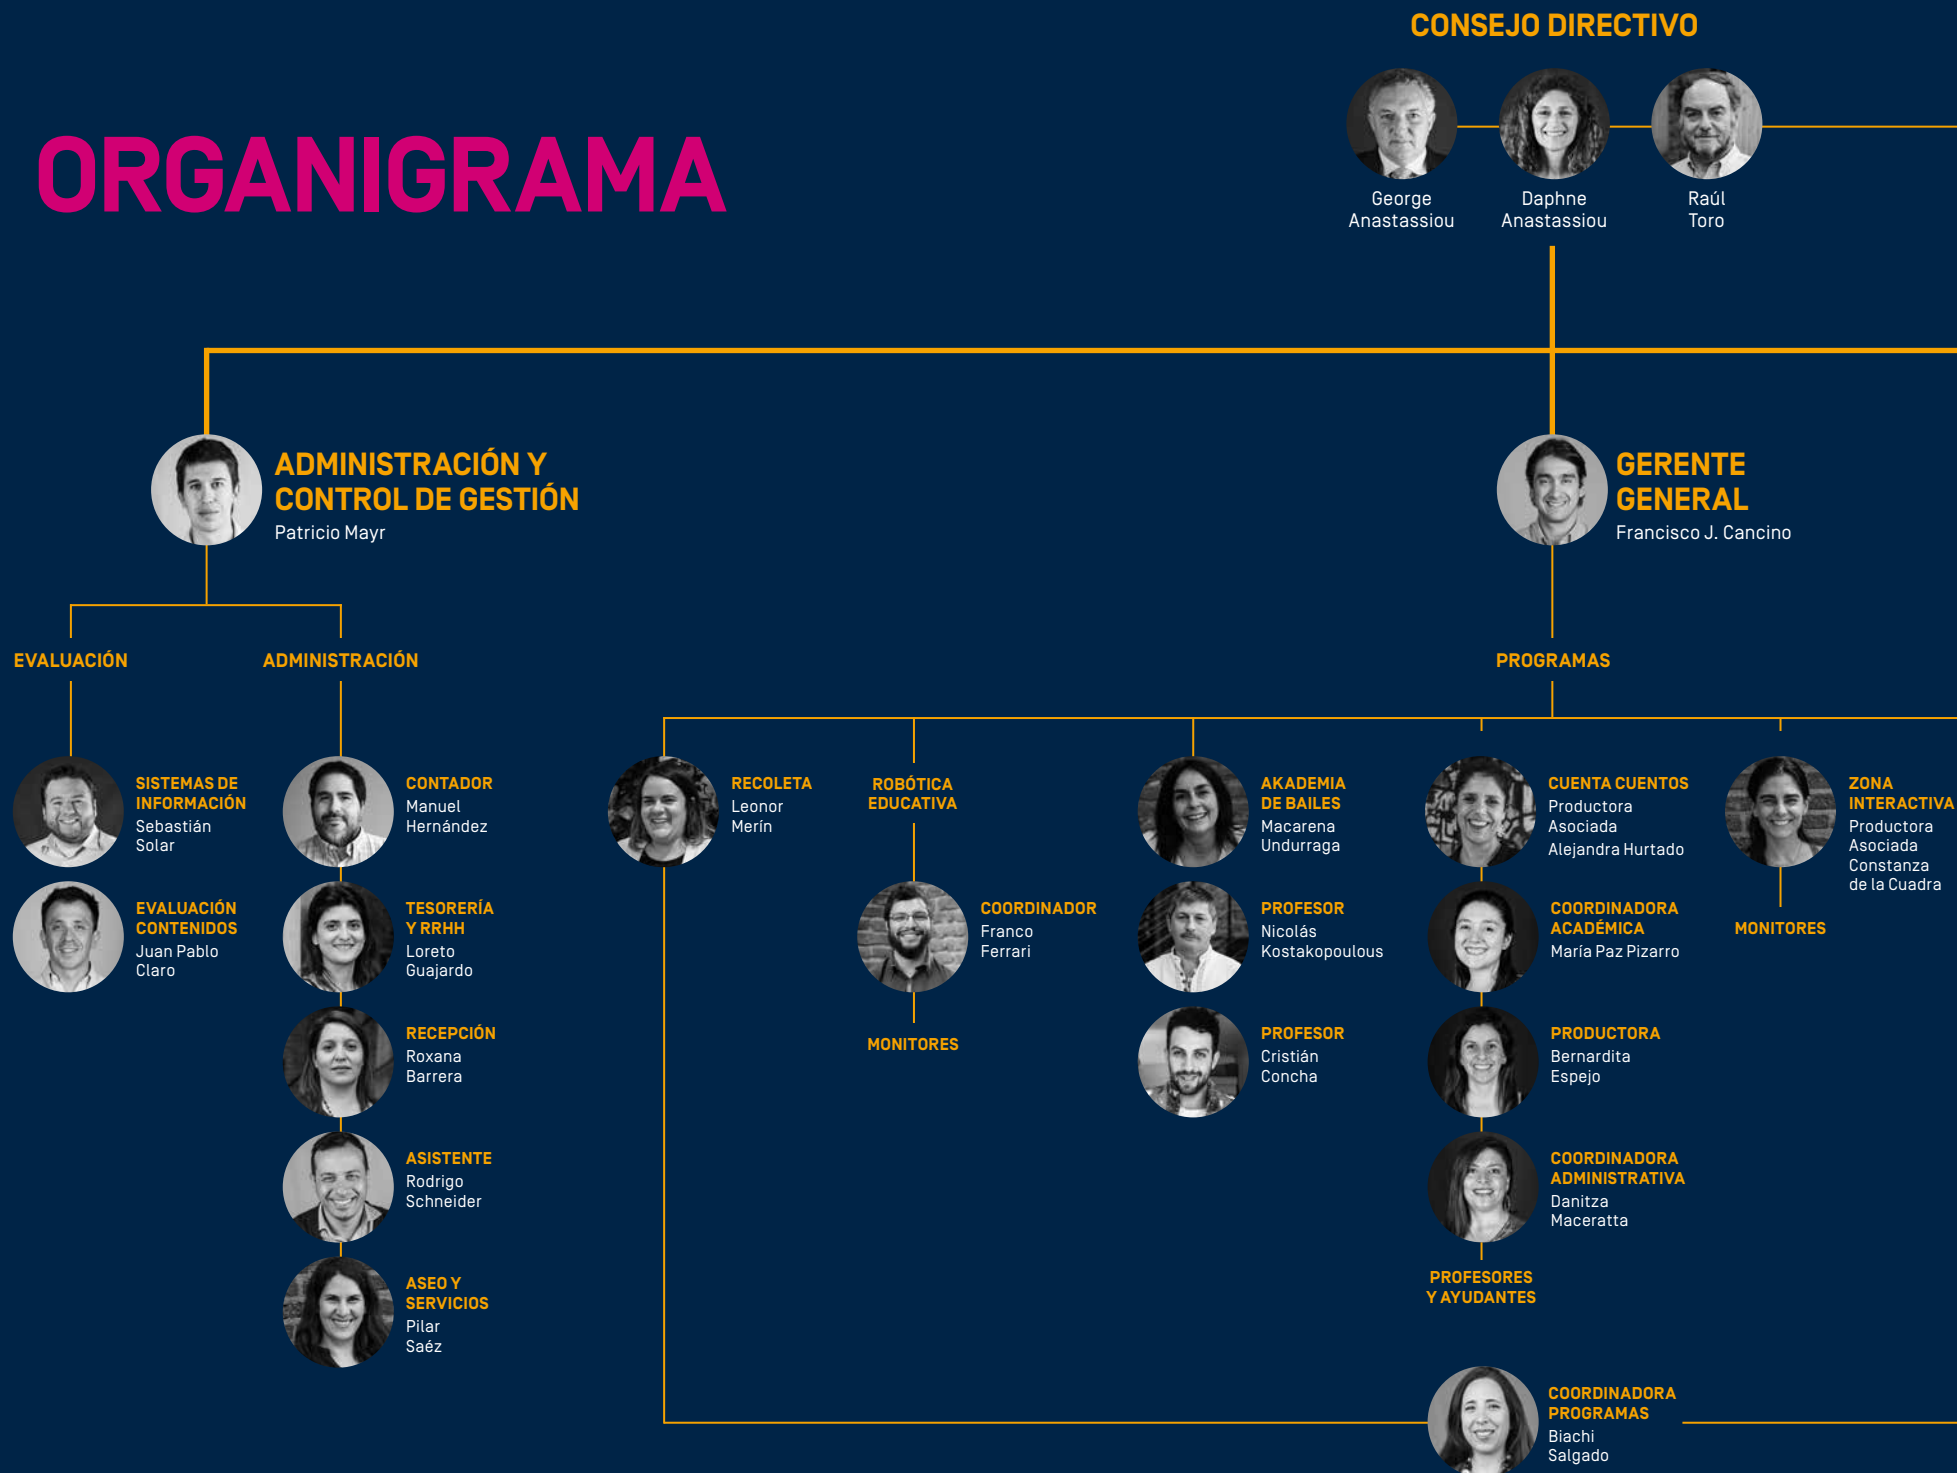 CONSEJO DIRECTIVO
ORGANIGRAMA
George
Anastassiou
Daphne
Anastassiou
Raúl
Toro
ADMINISTRACIÓN Y
CONTROL DE GESTIÓN
Patricio Mayr
GERENTE
GENERAL
Francisco J. Cancino
EVALUACIÓN
ADMINISTRACIÓN
PROGRAMAS
SISTEMAS DE
INFORMACIÓN
Sebastián
Solar
EVALUACIÓN
CONTENIDOS
Juan Pablo
Claro
CONTADOR
Manuel
Hernández
TESORERÍA
Y RRHH
Loreto
Guajardo
RECEPCIÓN
Roxana
Barrera
ASISTENTE
Rodrigo
Schneider
ASEO Y
SERVICIOS
Pilar
Saéz
RECOLETA
Leonor
Merín
ROBÓTICA
EDUCATIVA
COORDINADOR
Franco
Ferrari
MONITORES
AKADEMIA
DE BAILES
Macarena
Undurraga
PROFESOR
Nicolás
Kostakopoulous
PROFESOR
Cristián
Concha
CUENTA CUENTOS
Productora
Asociada
Alejandra Hurtado
COORDINADORA
ACADÉMICA
María Paz Pizarro
PRODUCTORA
Bernardita
Espejo
COORDINADORA
ADMINISTRATIVA
Danitza
Maceratta
PROFESORES
Y AYUDANTES
ZONA
INTERACTIVA
Productora
Asociada
Constanza
de la Cuadra
MONITORES
COORDINADORA
PROGRAMAS
Biachi
Salgado